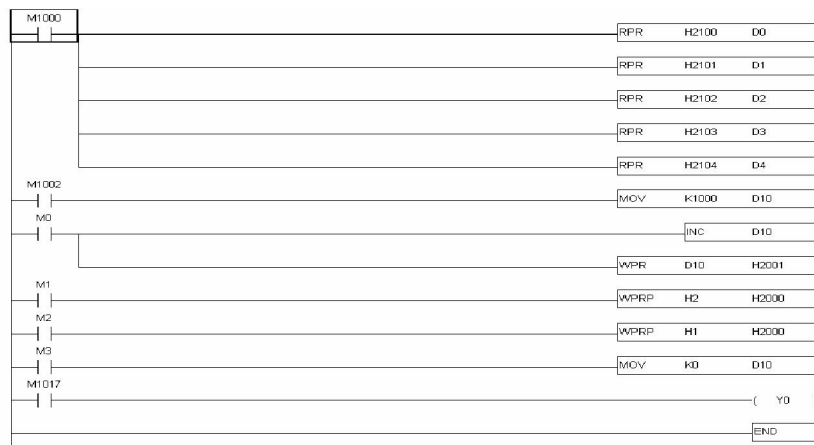 M1000
RPR H2100 D0
RPR H2101 D1
RPR H2102 D2
RPR H2103 D3
RPR H2104 D4
M1002
MOV K1000 D10
M0
INC D10
WPR D10 H2001
M1
WPRP H2 H2000
M2
WPRP H1 H2000
M3
MOV K0 D10
M1017
( Y0
END